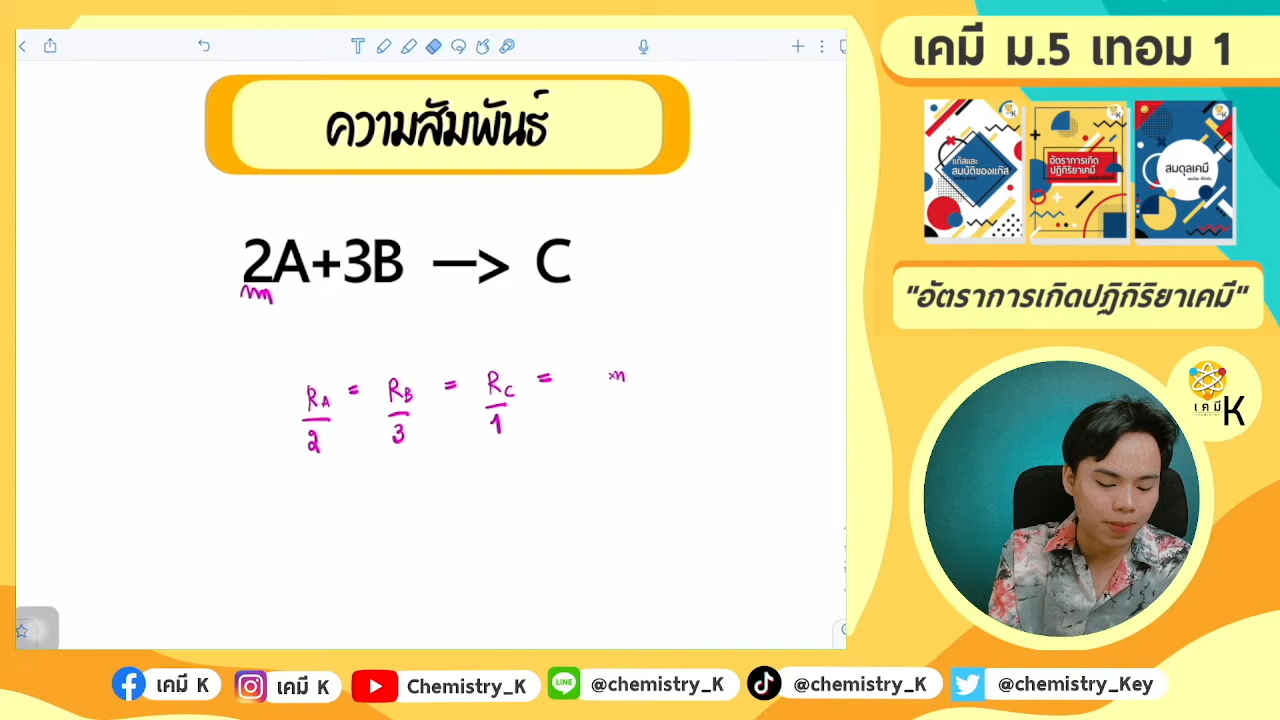 ความสัมพันธ์
2A+3B —> C
R_A/2 = R_B/3 = R_C/1 =
เคมี ม.5 เทอม 1
แก๊สและ
สมบัติของแก๊ส
อัตราการเกิด
ปฏิกิริยาเคมี
สมดุลเคมี
"อัตราการเกิดปฏิกิริยาเคมี"
เคมี K
เคมี K
เคมี K
Chemistry_K
LINE
@chemistry_K
@chemistry_K
@chemistry_Key